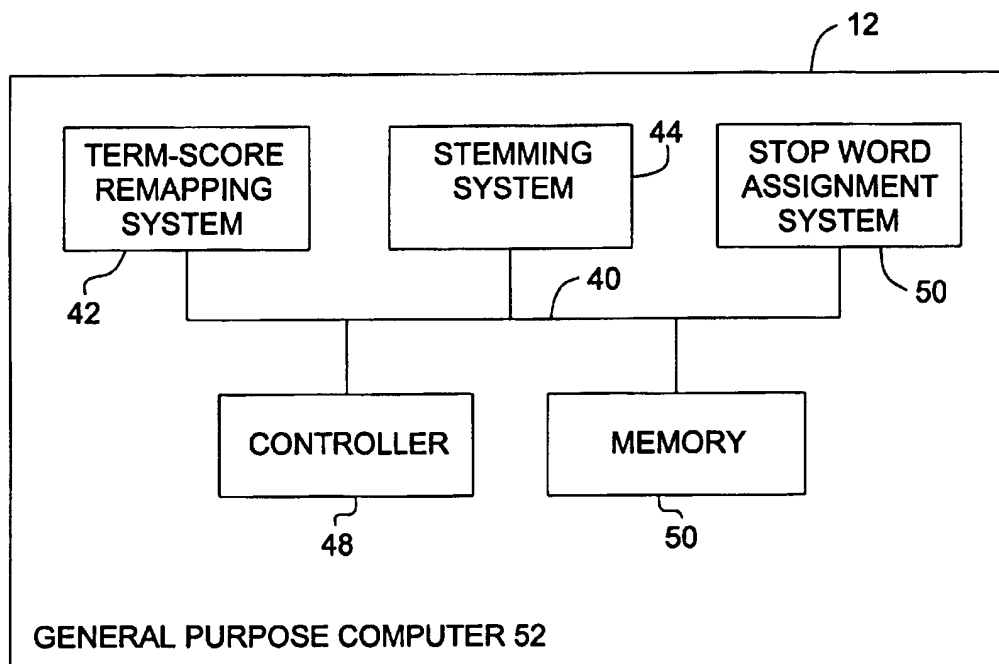 12
TERM-SCORE
REMAPPING
SYSTEM
42
STEMMING
SYSTEM
44
STOP WORD
ASSIGNMENT
SYSTEM
50
40
CONTROLLER
48
MEMORY
50
GENERAL PURPOSE COMPUTER 52